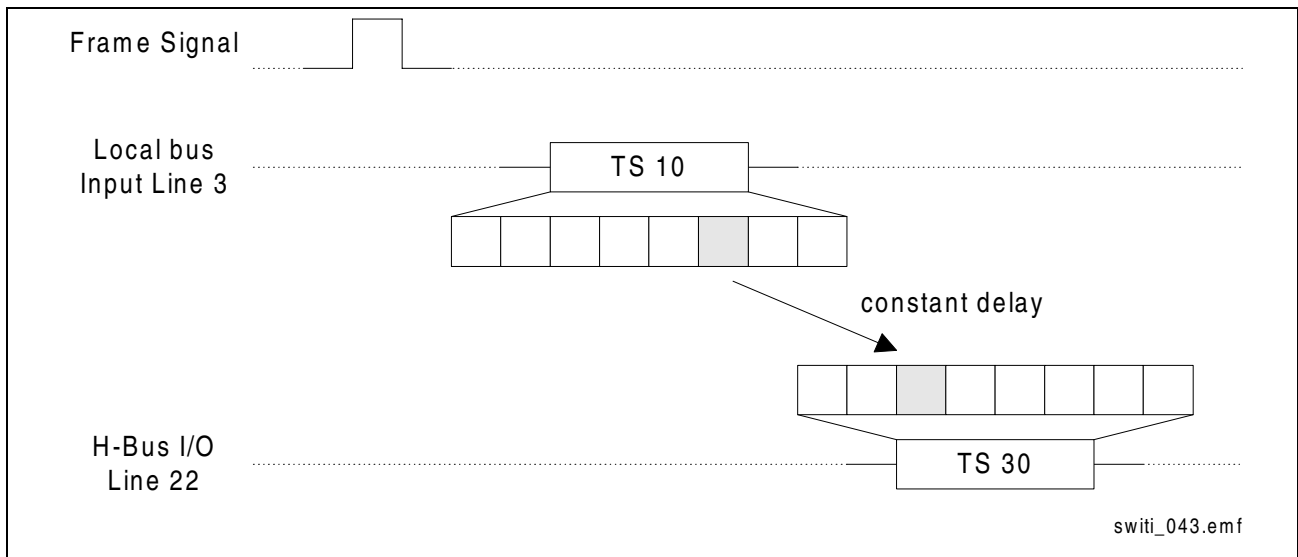 Frame Signal
Local bus
Input Line 3
TS 10
constant delay
H-Bus I/O
Line 22
TS 30
switi_043.emf